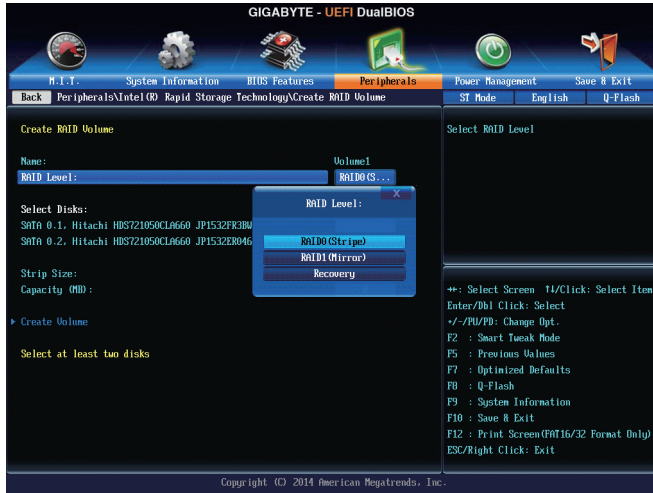 GIGABYTE - UEFI DualBIOS
M.I.T. System Information BIOS Features Peripherals Power Management Save & Exit
Back Peripherals\Intel(R) Rapid Storage Technology\Create RAID Volume ST Mode English Q-Flash
Create RAID Volume
Name: Volume1
RAID Level: RAID0(S...
Select Disks:
SATA 0.1, Hitachi HDS721050CLA660 JP1532FR3BW
SATA 0.2, Hitachi HDS721050CLA660 JP1532ER046
Strip Size:
Capacity (MB):
Create Volume
Select at least two disks
X
RAID Level:
RAID0(Stripe)
RAID1(Mirror)
Recovery
Select RAID Level
↔: Select Screen ↑↓/Click: Select Item
Enter/Dbl Click: Select
+/-/PU/PD: Change Opt.
F2 : Smart Tweak Mode
F5 : Previous Values
F7 : Optimized Defaults
F8 : Q-Flash
F9 : System Information
F10 : Save & Exit
F12 : Print Screen(FAT16/32 Format Only)
ESC/Right Click: Exit
Copyright (C) 2014 American Megatrends, Inc.